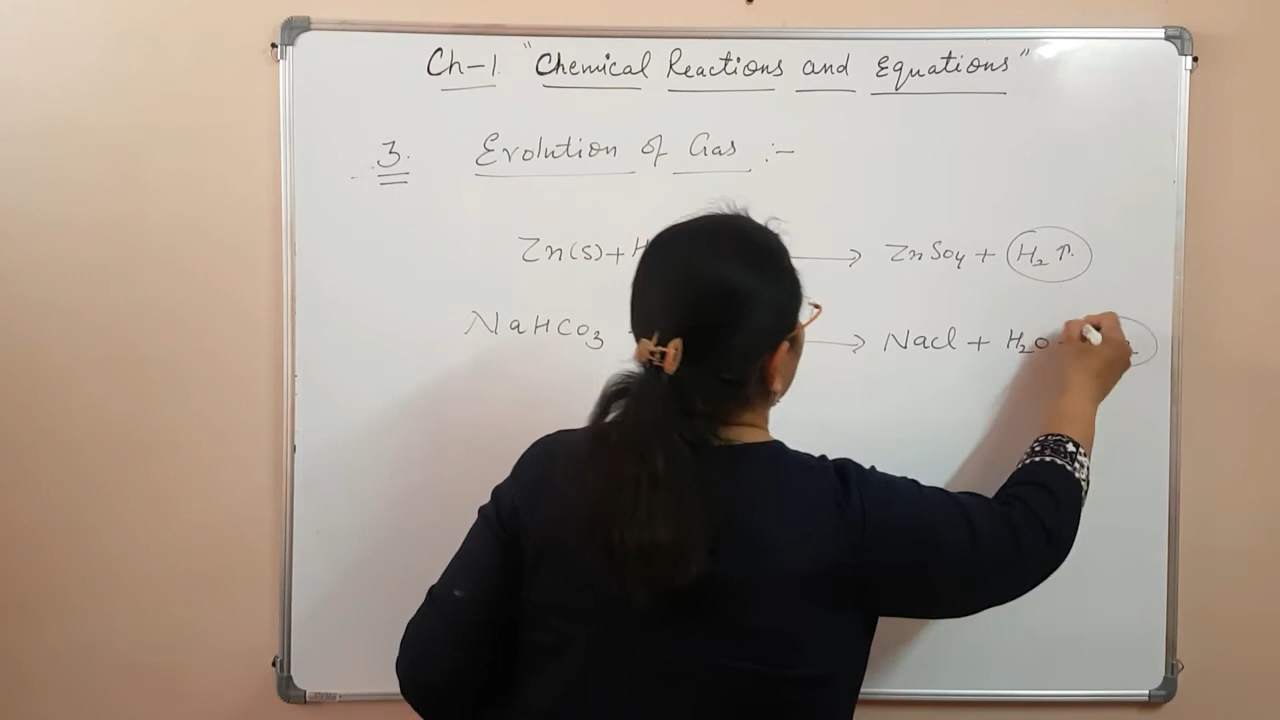 Ch-1. "Chemical Reactions and Equations"
3. Evolution of Gas :-
Zn(s) + H → ZnSo4 + H2 ↑
NaHCO3 → Nacl + H2O